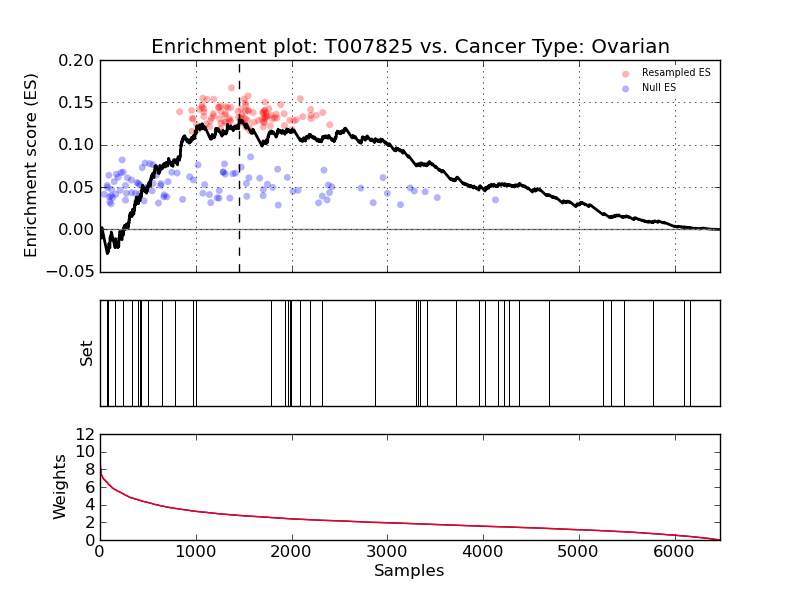 Enrichment plot: T007825 vs. Cancer Type: Ovarian
Enrichment score (ES)
0.20
0.15
0.10
0.05
0.00
−0.05
Resampled ES
Null ES
Set
Weights
12
10
8
6
4
2
0
0 1000 2000 3000 4000 5000 6000
Samples